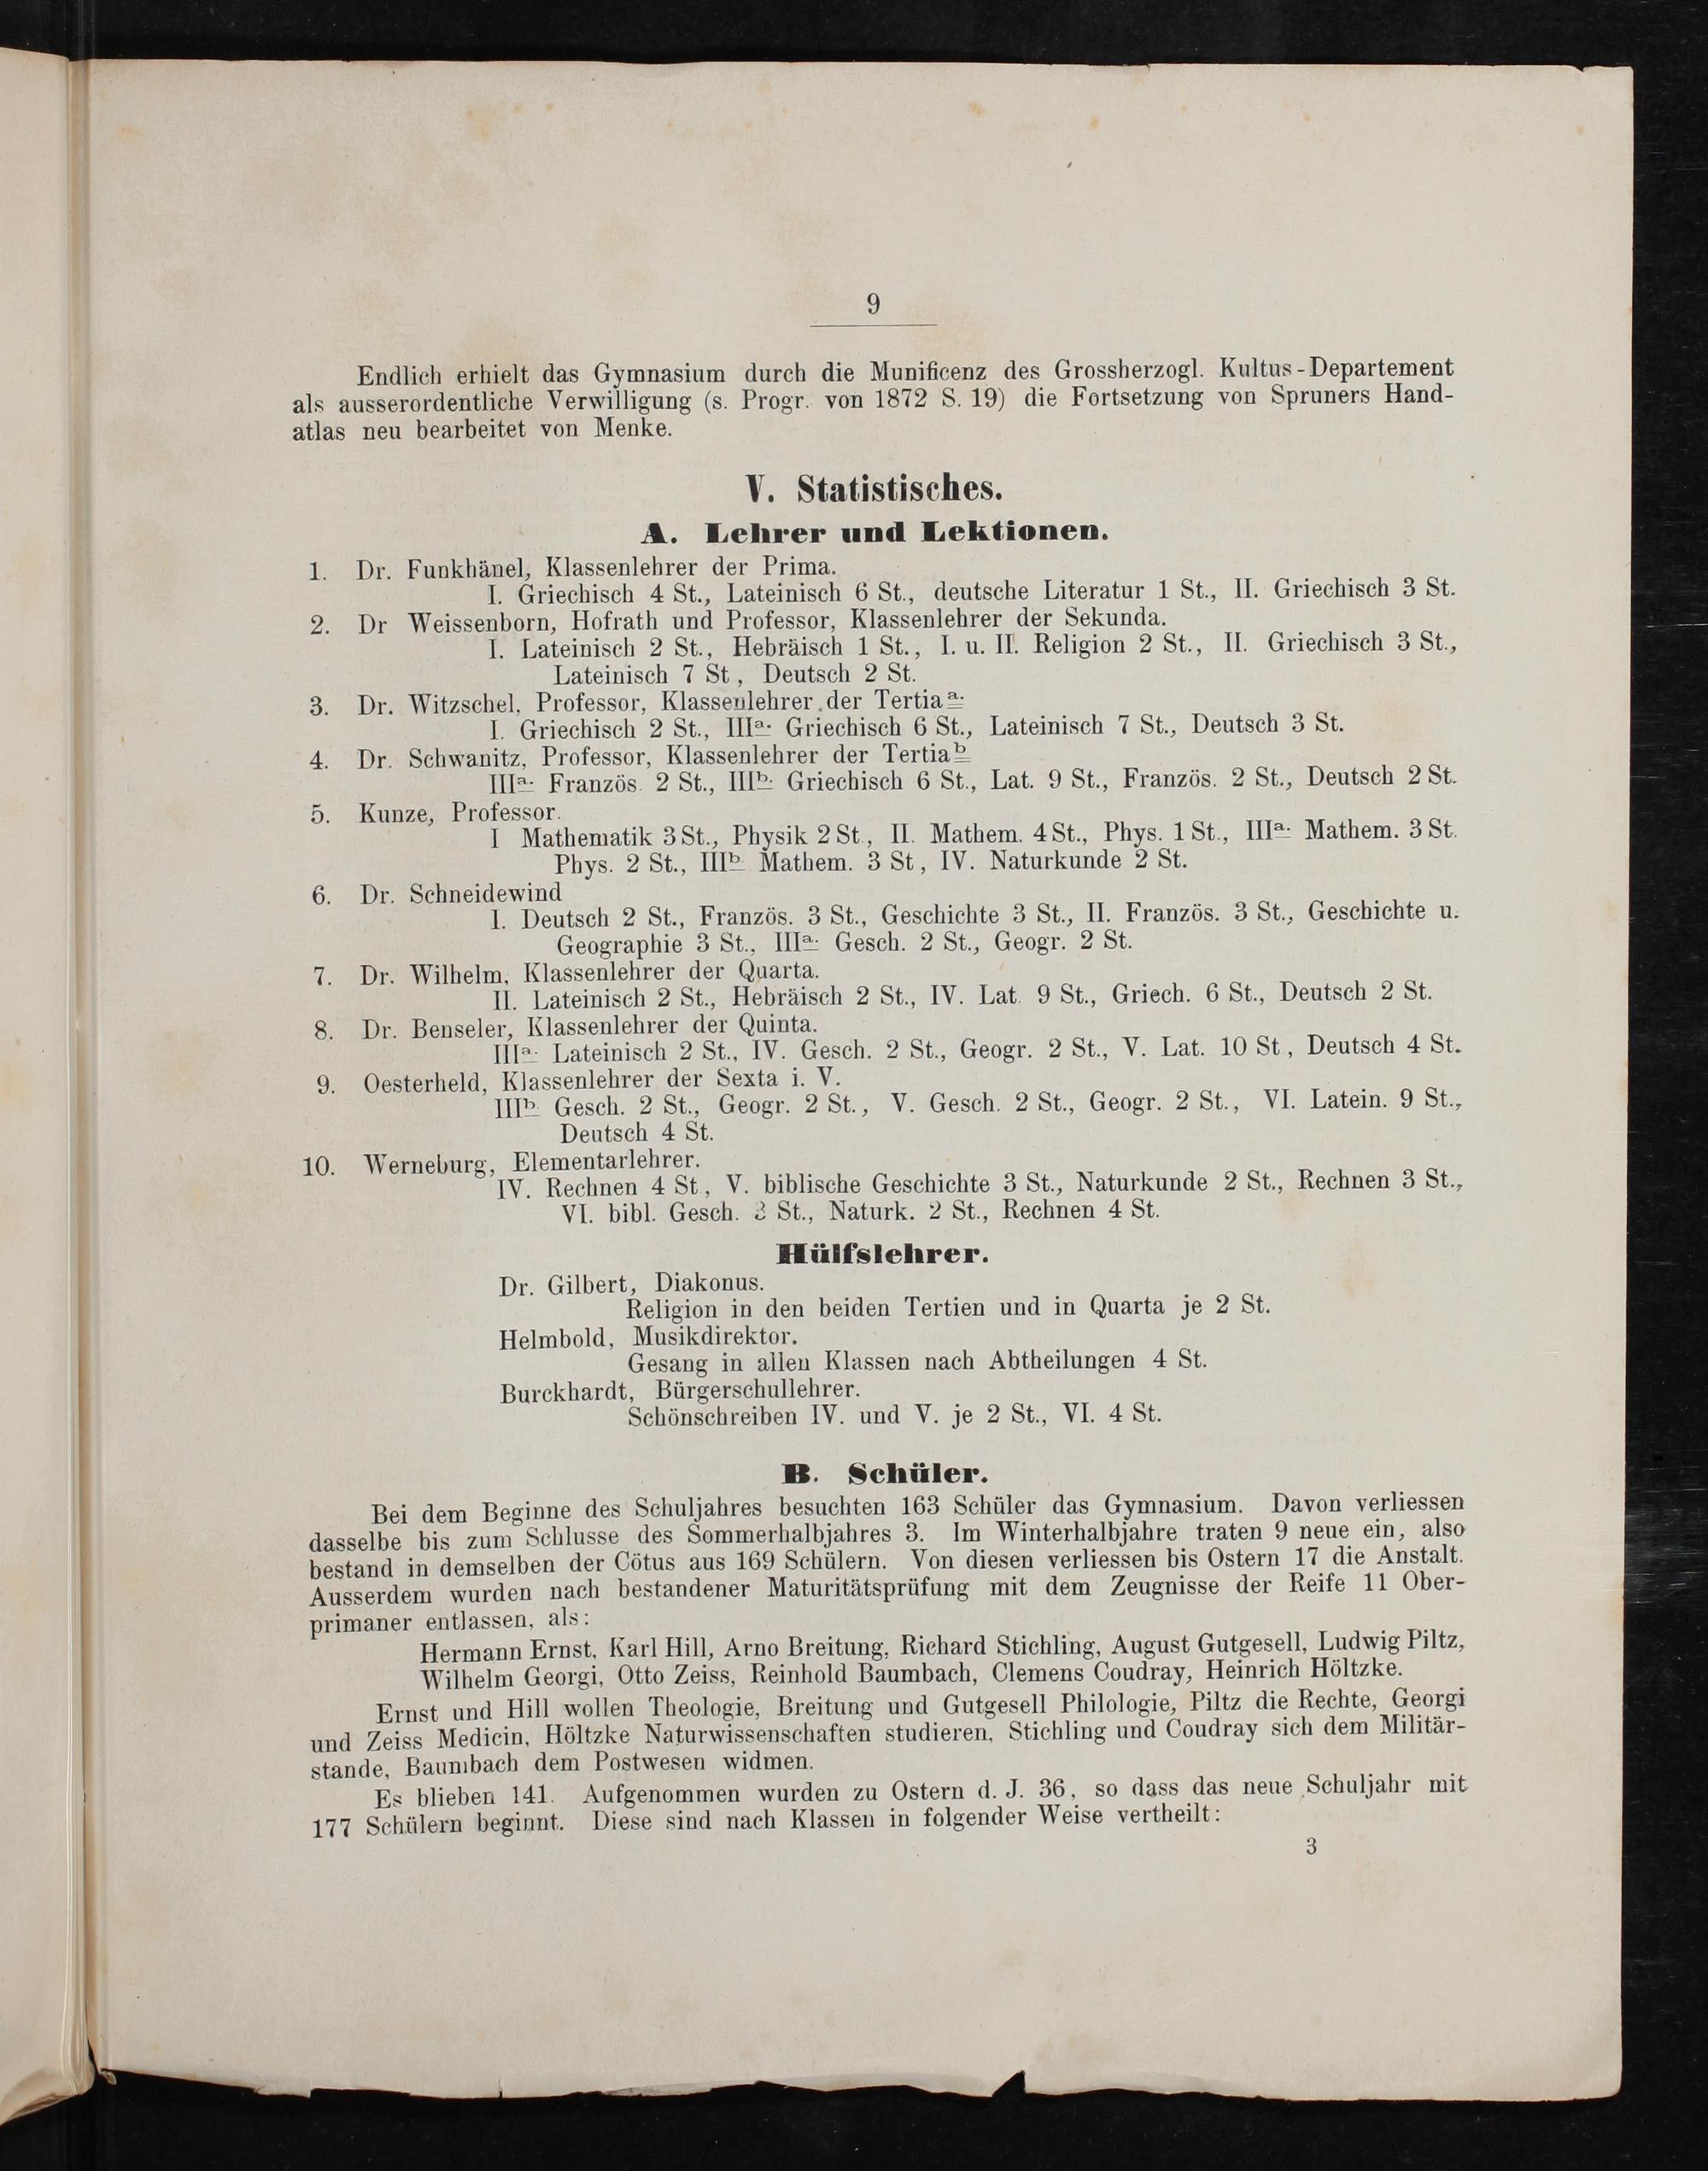 9
Endlich erhielt das Gymnasium durch die Munificenz des Grossherzogl. Kultus-Departement
als ausserordentliche Verwilligung (s. Progr. von 1872 S. 19) die Fortsetzung von Spruners Hand-
atlas neu bearbeitet von Menke.
V. Statistisches.
A. Lehrer und Lektionen.
1. Dr. Funkhänel, Klassenlehrer der Prima.
I. Griechisch 4 St., Lateinisch 6 St., deutsche Literatur 1 St., II. Griechisch 3 St.
2. Dr Weissenborn, Hofrath und Professor, Klassenlehrer der Sekunda.
I. Lateinisch 2 St., Hebräisch 1 St., I. u. II. Religion 2 St., II. Griechisch 3 St.,
Lateinisch 7 St, Deutsch 2 St.
3. Dr. Witzschel, Professor, Klassenlehrer der Tertia a.
I. Griechisch 2 St., IIIa. Griechisch 6 St., Lateinisch 7 St., Deutsch 3 St.
4. Dr. Schwanitz, Professor, Klassenlehrer der Tertia b
IIIa. Französ. 2 St., IIIb. Griechisch 6 St., Lat. 9 St., Französ. 2 St., Deutsch 2 St.
5. Kunze, Professor.
I Mathematik 3 St., Physik 2 St., II. Mathem. 4 St., Phys. 1 St., IIIa. Mathem. 3 St.
Phys. 2 St., IIIb. Mathem. 3 St, IV. Naturkunde 2 St.
6. Dr. Schneidewind
I. Deutsch 2 St., Französ. 3 St., Geschichte 3 St., II. Französ. 3 St., Geschichte u.
Geographie 3 St., IIIa. Gesch. 2 St., Geogr. 2 St.
7. Dr. Wilhelm, Klassenlehrer der Quarta.
II. Lateinisch 2 St., Hebräisch 2 St., IV. Lat. 9 St., Griech. 6 St., Deutsch 2 St.
8. Dr. Benseler, Klassenlehrer der Quinta.
IIIa. Lateinisch 2 St., IV. Gesch. 2 St., Geogr. 2 St., V. Lat. 10 St, Deutsch 4 St.
9. Oesterheld, Klassenlehrer der Sexta i. V.
IIIb. Gesch. 2 St., Geogr. 2 St., V. Gesch. 2 St., Geogr. 2 St., VI. Latein. 9 St.,
Deutsch 4 St.
10. Werneburg, Elementarlehrer.
IV. Rechnen 4 St, V. biblische Geschichte 3 St., Naturkunde 2 St., Rechnen 3 St.,
VI. bibl. Gesch. St., Naturk. 2 St., Rechnen 4 St.
Hülfslehrer.
Dr. Gilbert, Diakonus.
Religion in den beiden Tertien und in Quarta je 2 St.
Helmbold, Musikdirektor.
Gesang in allen Klassen nach Abtheilungen 4 St.
Burckhardt, Bürgerschullehrer.
Schönschreiben IV. und V. je 2 St., VI. 4 St.
B. Schüler.
Bei dem Beginne des Schuljahres besuchten 163 Schüler das Gymnasium. Davon verliessen
dasselbe bis zum Schlusse des Sommerhalbjahres 3. Im Winterhalbjahre traten 9 neue ein, also
bestand in demselben der Cötus aus 169 Schülern. Von diesen verliessen bis Ostern 17 die Anstalt.
Ausserdem wurden nach bestandener Maturitätsprüfung mit dem Zeugnisse der Reife 11 Ober-
primaner entlassen, als:
Hermann Ernst, Karl Hill, Arno Breitung, Richard Stichling, August Gutgesell, Ludwig Piltz,
Wilhelm Georgi, Otto Zeiss, Reinhold Baumbach, Clemens Coudray, Heinrich Höltzke.
Ernst und Hill wollen Theologie, Breitung und Gutgesell Philologie, Piltz die Rechte, Georgi
und Zeiss Medicin, Höltzke Naturwissenschaften studieren, Stichling und Coudray sich dem Militär-
stande, Baumbach dem Postwesen widmen.
Es blieben 141. Aufgenommen wurden zu Ostern d. J. 36, so dass das neue Schuljahr mit
177 Schülern beginnt. Diese sind nach Klassen in folgender Weise vertheilt:
3